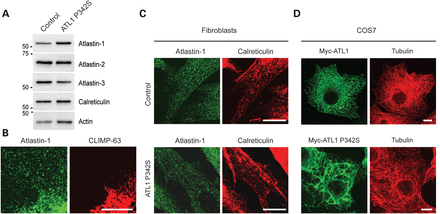 A
Control
ATL1 P342S
50
Atlastin-1
75
Atlastin-2
50
Atlastin-3
50
Calreticulin
50
Actin
B
Atlastin-1
CLIMP-63
C
Fibroblasts
Atlastin-1
Calreticulin
Control
Atlastin-1
Calreticulin
ATL1 P342S
D
COS7
Myc-ATL1
Tubulin
Myc-ATL1 P342S
Tubulin